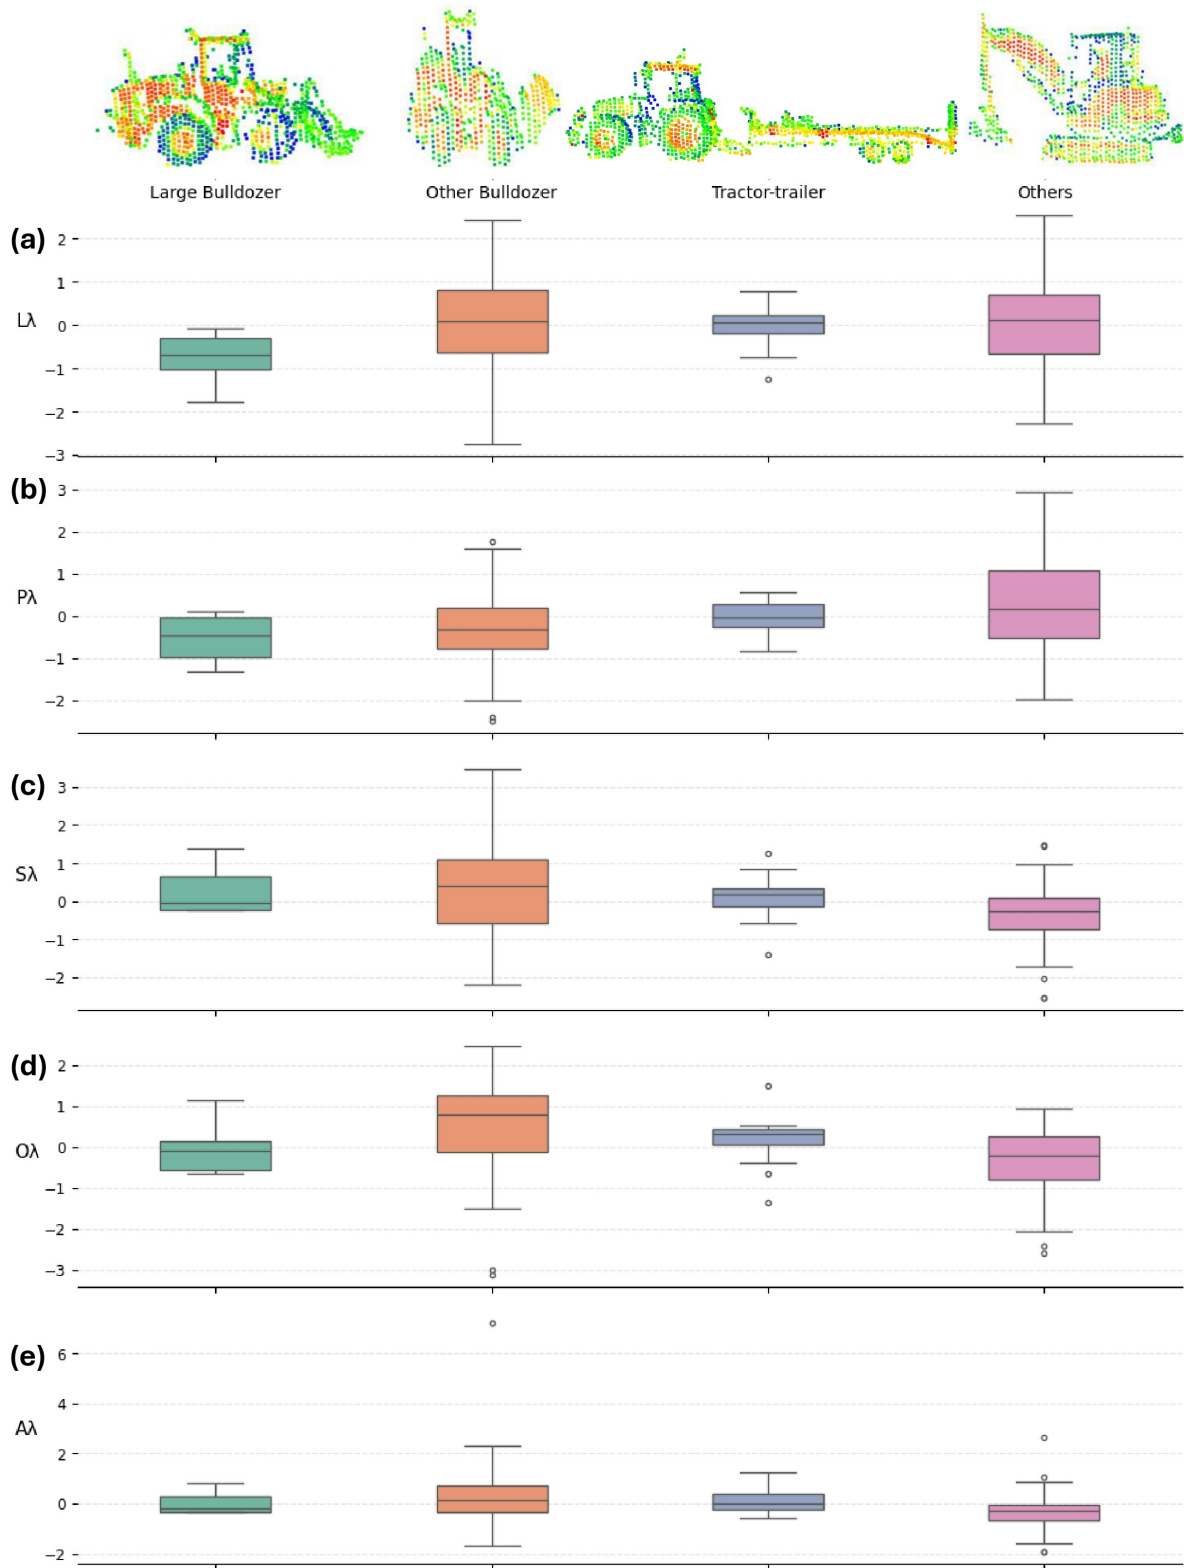 Large Bulldozer Other Bulldozer Tractor-trailer Others
(a)
2
1
Lλ
0
−1
−2
−3
(b)
3
2
1
Pλ
0
−1
−2
(c)
3
2
1
Sλ
0
−1
−2
(d)
2
1
Oλ
0
−1
−2
−3
(e)
6
4
Aλ
2
0
−2